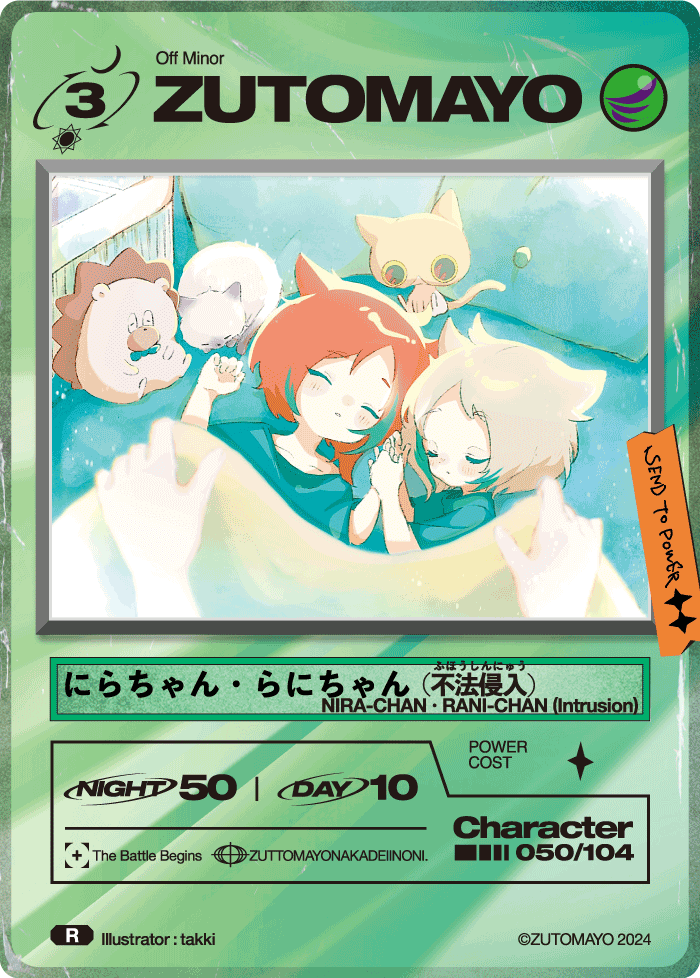 Off Minor
3
ZUTOMAYO
SEND TO POWER
ふほうしんにゅう
にらちゃん・らにちゃん（不法侵入）
NIRA-CHAN・RANI-CHAN (Intrusion)
NIGHT 50 | DAY 10
POWER
COST
The Battle Begins ZUTTOMAYONAKADEIINONI.
Character
050/104
R Illustrator : takki
©ZUTOMAYO 2024